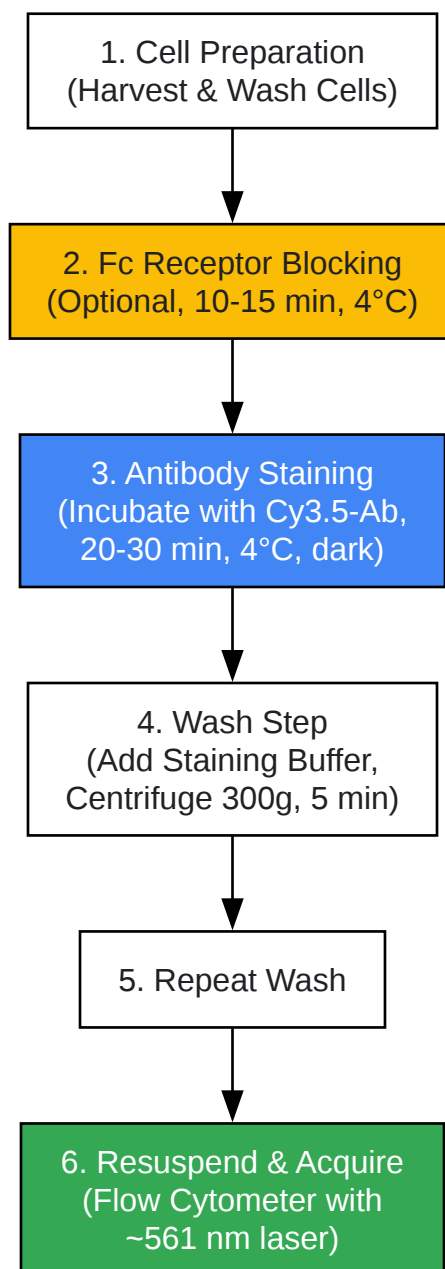 1. Cell Preparation
(Harvest & Wash Cells)
2. Fc Receptor Blocking
(Optional, 10-15 min, 4°C)
3. Antibody Staining
(Incubate with Cy3.5-Ab,
20-30 min, 4°C, dark)
4. Wash Step
(Add Staining Buffer,
Centrifuge 300g, 5 min)
5. Repeat Wash
6. Resuspend & Acquire
(Flow Cytometer with
~561 nm laser)